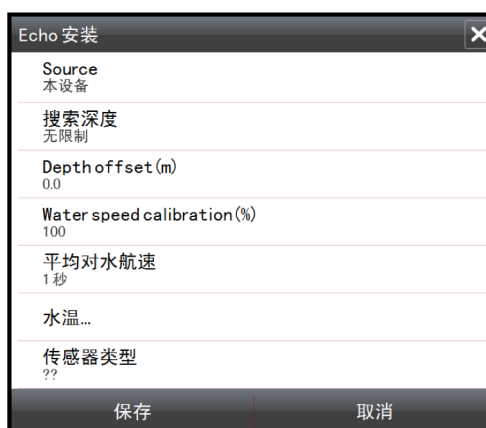 Echo 安装
Source
本设备
搜索深度
无限制
Depth offset(m)
0.0
Water speed calibration(%)
100
平均对水航速
1 秒
水温...
传感器类型
??
保存
取消